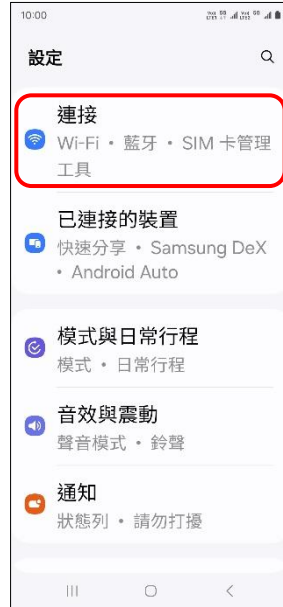 10:00
設定
連接
Wi-Fi • 藍牙 • SIM 卡管理
工具
已連接的裝置
快速分享 • Samsung DeX
• Android Auto
模式與日常行程
模式 • 日常行程
音效與震動
聲音模式 • 鈴聲
通知
狀態列 • 請勿打擾